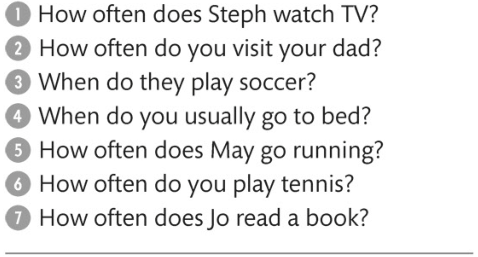 1 How often does Steph watch TV?
2 How often do you visit your dad?
3 When do they play soccer?
4 When do you usually go to bed?
5 How often does May go running?
6 How often do you play tennis?
7 How often does Jo read a book?